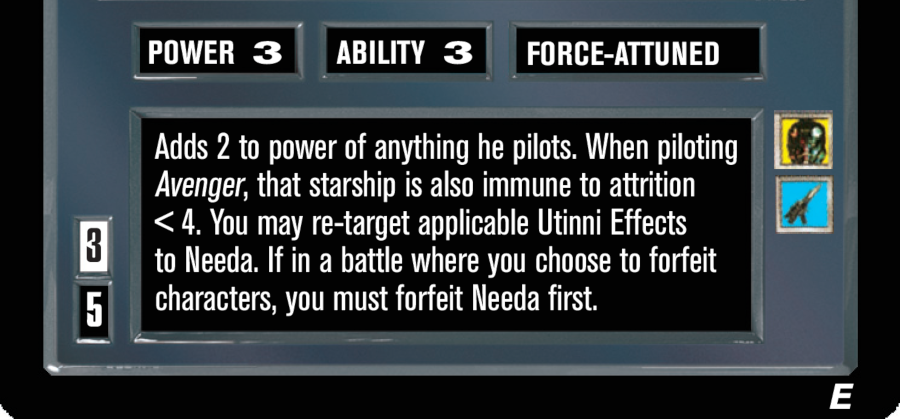 POWER 3 ABILITY 3 FORCE-ATTUNED
Adds 2 to power of anything he pilots. When piloting
Avenger, that starship is also immune to attrition
< 4. You may re-target applicable Utinni Effects
to Needa. If in a battle where you choose to forfeit
characters, you must forfeit Needa first.
3
5
E